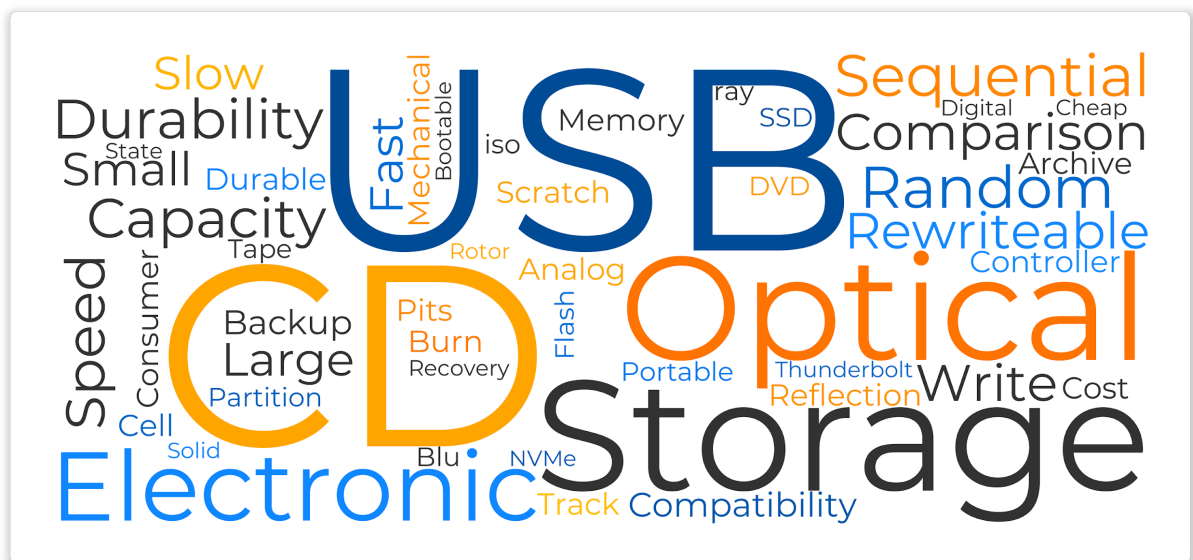 Slow
Durability
State
Small
Durable
Capacity
Tape
USB
Fast
Mechanical
Bootable
iso
Memory
Scratch
ray
SSD
DVD
Sequential
Digital
Cheap
Comparison
Archive
Random
Rewriteable
Controller
Rotor
Analog
Speed
Consumer
CD
Backup
Large
Partition
Pits
Burn
Recovery
Flash
Optical
Portable
Thunderbolt
Reflection
Write
Cost
Storage
Cell
Solid
Electronic
Blu
NVMe
Track
Compatibility